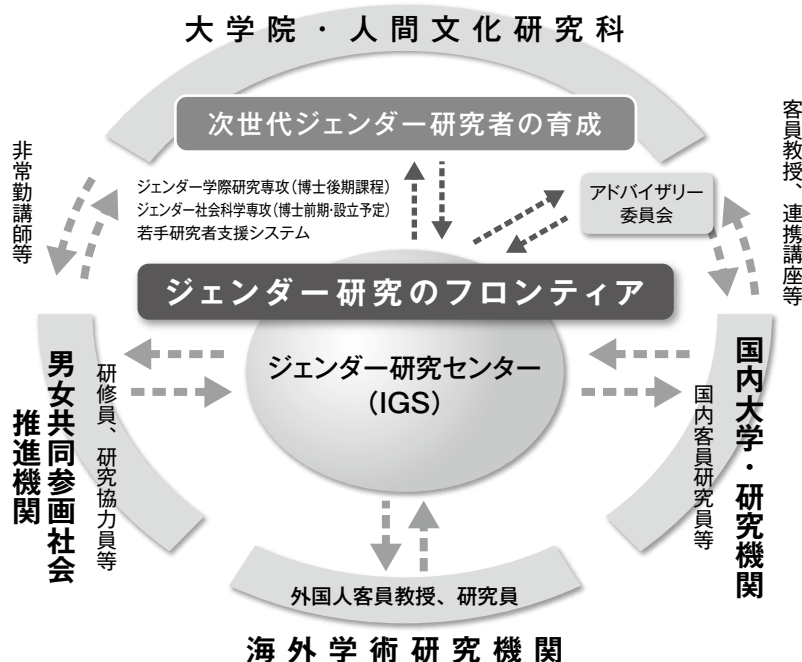 大学院・人間文化研究科
次世代ジェンダー研究者の育成
ジェンダー学際研究専攻（博士後期課程）
ジェンダー社会科学専攻（博士前期・設立予定）
若手研究者支援システム
アドバイザリー
委員会
非常勤講師等
客員教授、連携講座等
ジェンダー研究のフロンティア
ジェンダー研究センター
（IGS）
男女共同参画社会
推進機関
研修員、研究協力員等
国内客員研究員等
国内大学・研究機関
外国人客員教授、研究員
海外学術研究機関